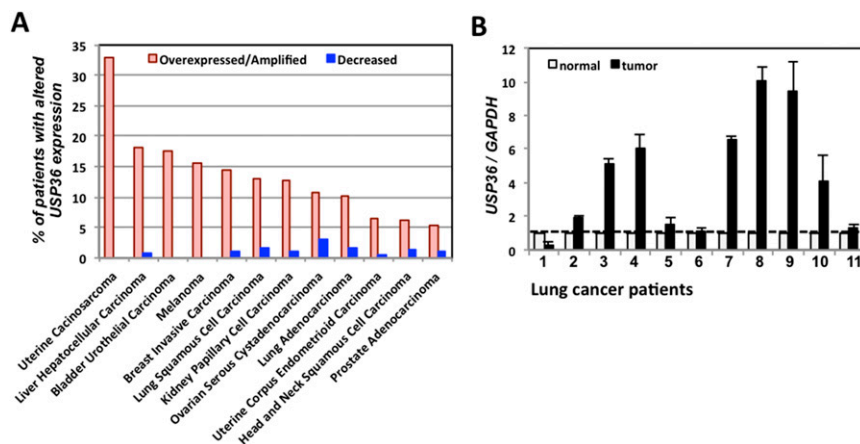 A
% of patients with altered
USP36 expression
35
30
25
20
15
10
5
0
Overexpressed/Amplified
Decreased
Uterine Cacinosarcoma
Liver Hepatocellular Carcinoma
Bladder Urothelial Carcinoma
Melanoma
Breast Invasive Carcinoma
Lung Squamous Cell Carcinoma
Kidney Papillary Cell Carcinoma
Ovarian Serous Cystadenocarcinoma
Lung Adenocarcinoma
Uterine Corpus Endometrioid Carcinoma
Head and Neck Squamous Cell Carcinoma
Prostate Adenocarcinoma
B
USP36 / GAPDH
12
10
8
6
4
2
0
normal
tumor
1 2 3 4 5 6 7 8 9 10 11
Lung cancer patients